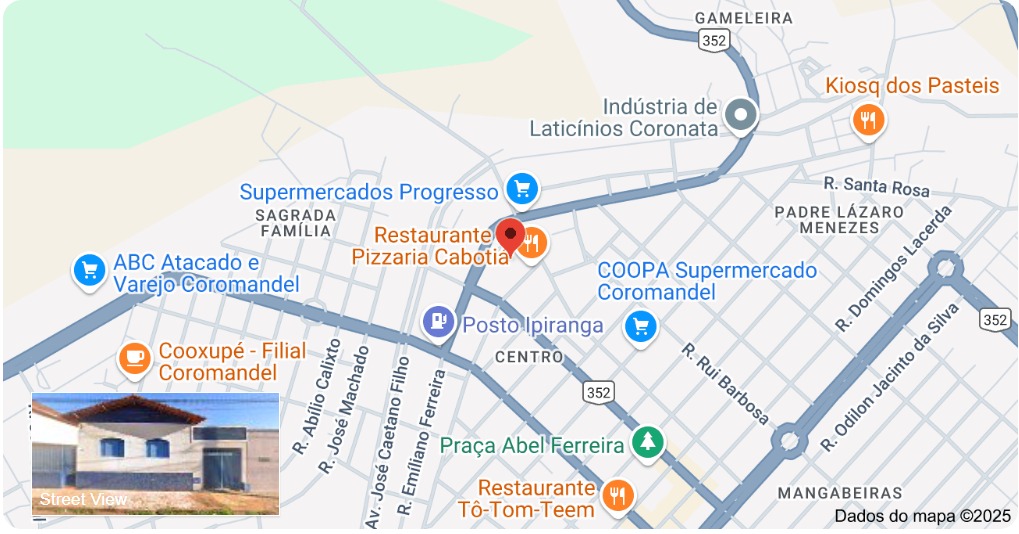 GAMELEIRA
352
Kiosq dos Pasteis
Indústria de
Laticínios Coronata
R. Santa Rosa
Supermercados Progresso
SAGRADA
FAMÍLIA
PADRE LÁZARO
MENEZES
Restaurante
Pizzaria Cabotiá
R. Domingos Lacerda
ABC Atacado e
Varejo Coromandel
COOPA Supermercado
Coromandel
352
Posto Ipiranga
R. Odilon Jacinto da Silva
Cooxupé - Filial
Coromandel
CENTRO
R. Abílio Calixto
R. José Machado
Av. José Caetano Filho
R. Emíliano Ferreira
R. Rui Barbosa
352
Praça Abel Ferreira
Restaurante
Tô-Tom-Teem
MANGABEIRAS
Street View
Dados do mapa ©2025